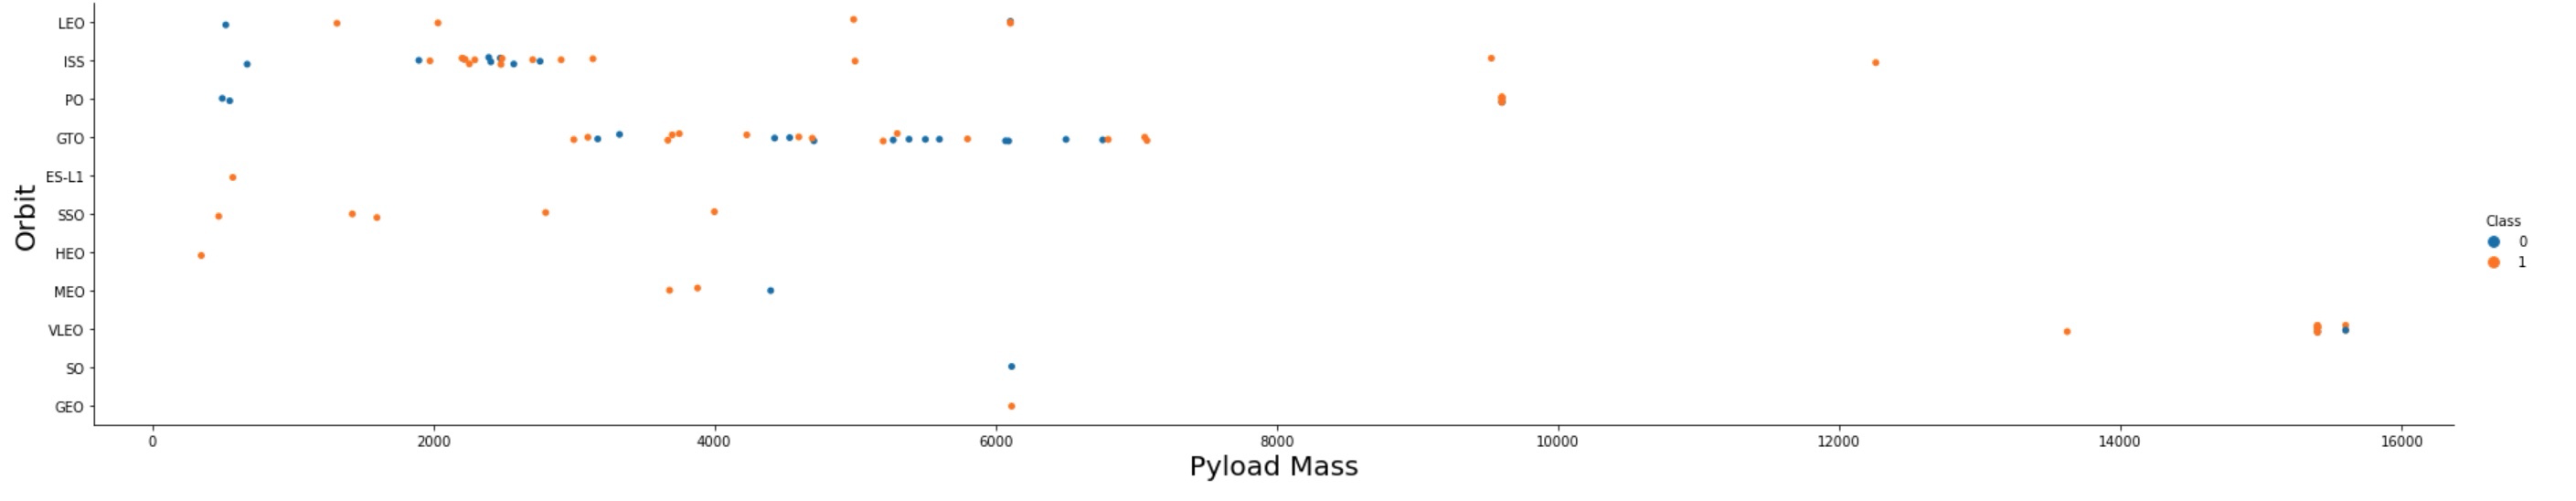 LEO
ISS
PO
GTO
ES-L1
SSO
HEO
MEO
VLEO
SO
GEO
Orbit
0 2000 4000 6000 8000 10000 12000 14000 16000
Pyload Mass
Class
0
1